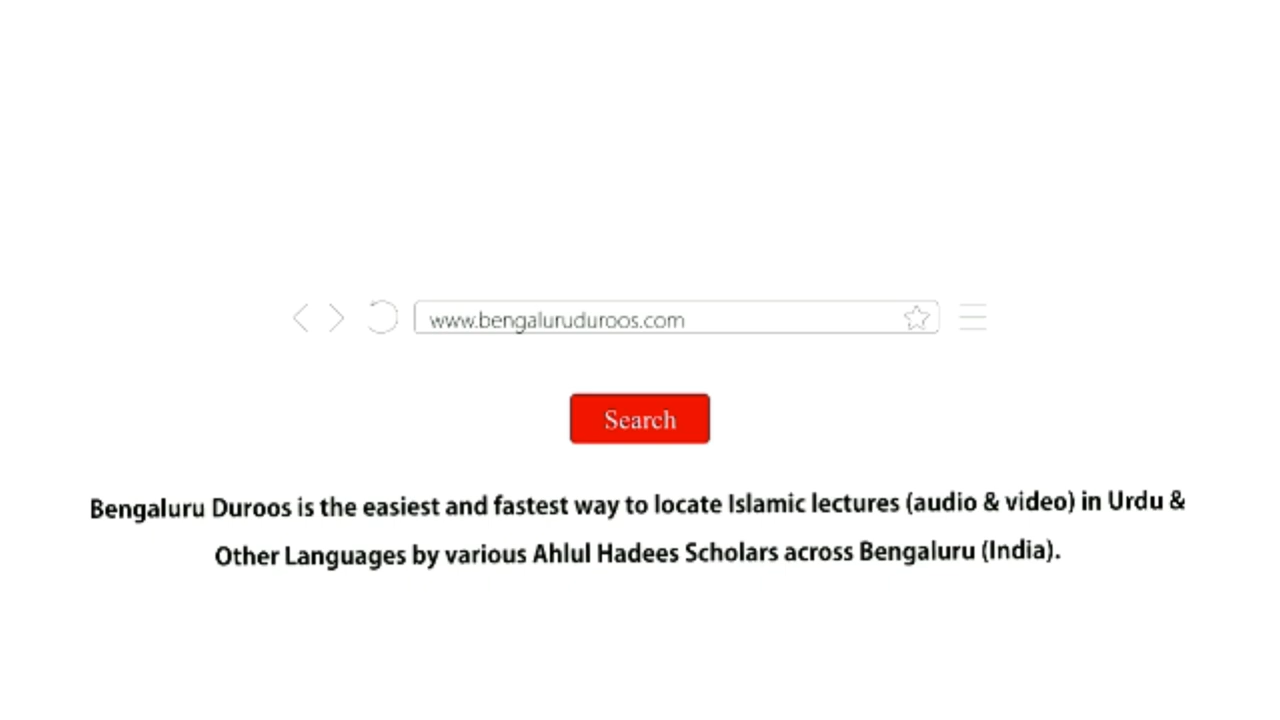 www.bengaluruduroos.com
Search
Bengaluru Duroos is the easiest and fastest way to locate Islamic lectures (audio & video) in Urdu &
Other Languages by various Ahlul Hadees Scholars across Bengaluru (India).